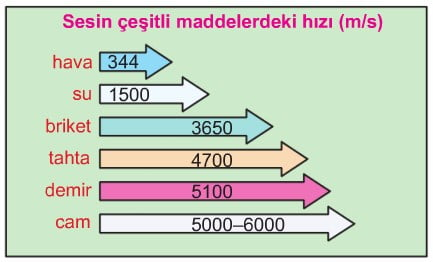 Sesin çeşitli maddelerdeki hızı (m/s)
hava 344
su 1500
briket 3650
tahta 4700
demir 5100
cam 5000–6000